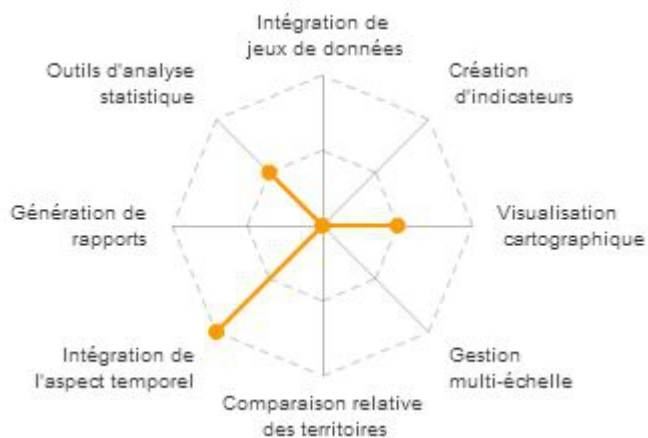 Intégration de
jeux de données
Création
d'indicateurs
Visualisation
cartographique
Gestion
multi-échelle
Comparaison relative
des territoires
Intégration de
l'aspect temporel
Génération de
rapports
Outils d'analyse
statistique